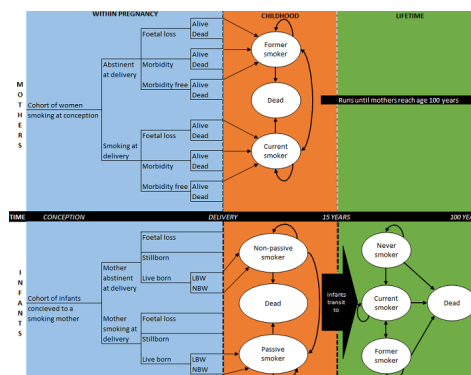 WITHIN PREGNANCY
CHILDHOOD
LIFETIME
MOTHERS
Cohort of women
smoking at conception
Abstinent
at delivery
Foetal loss
Alive
Dead
Morbidity
Alive
Dead
Morbidity free
Alive
Dead
Smoking at
delivery
Foetal loss
Alive
Dead
Morbidity
Alive
Dead
Morbidity free
Alive
Dead
Former
smoker
Dead
Current
smoker
Runs until mothers reach age 100 years
TIME
CONCEPTION
DELIVERY
15 YEARS
100 YEA
INFANTS
Cohort of infants
concieved to a
smoking mother
Mother
abstinent
at delivery
Foetal loss
Stillborn
Live born
LBW
NBW
Mother
smoking at
delivery
Foetal loss
Stillborn
Live born
LBW
NBW
Non-passive
smoker
Dead
Passive
smoker
Infants
transit
to
Never
smoker
Current
smoker
Former
smoker
Dead